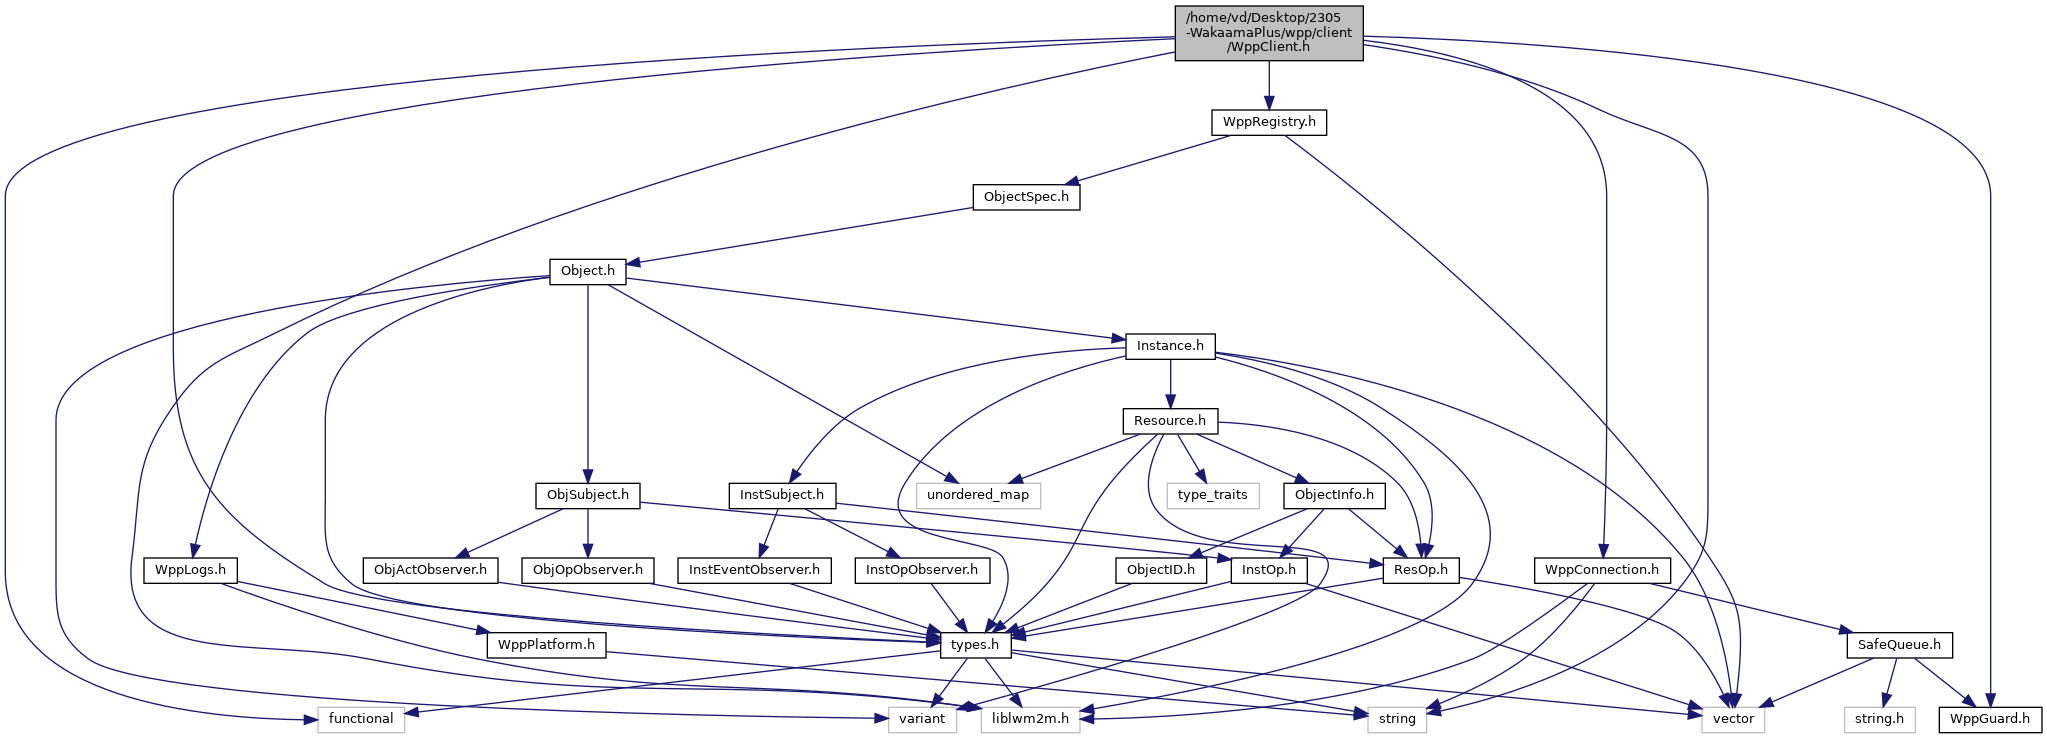 /home/vd/Desktop/2305
-WakaamaPlus/wpp/client
/WppClient.h
WppRegistry.h
ObjectSpec.h
Object.h
Instance.h
Resource.h
ObjSubject.h
InstSubject.h
unordered_map
type_traits
ObjectInfo.h
WppLogs.h
ObjActObserver.h
ObjOpObserver.h
InstEventObserver.h
InstOpObserver.h
ObjectID.h
InstOp.h
ResOp.h
WppConnection.h
WppPlatform.h
types.h
SafeQueue.h
functional
variant
liblwm2m.h
string
vector
string.h
WppGuard.h